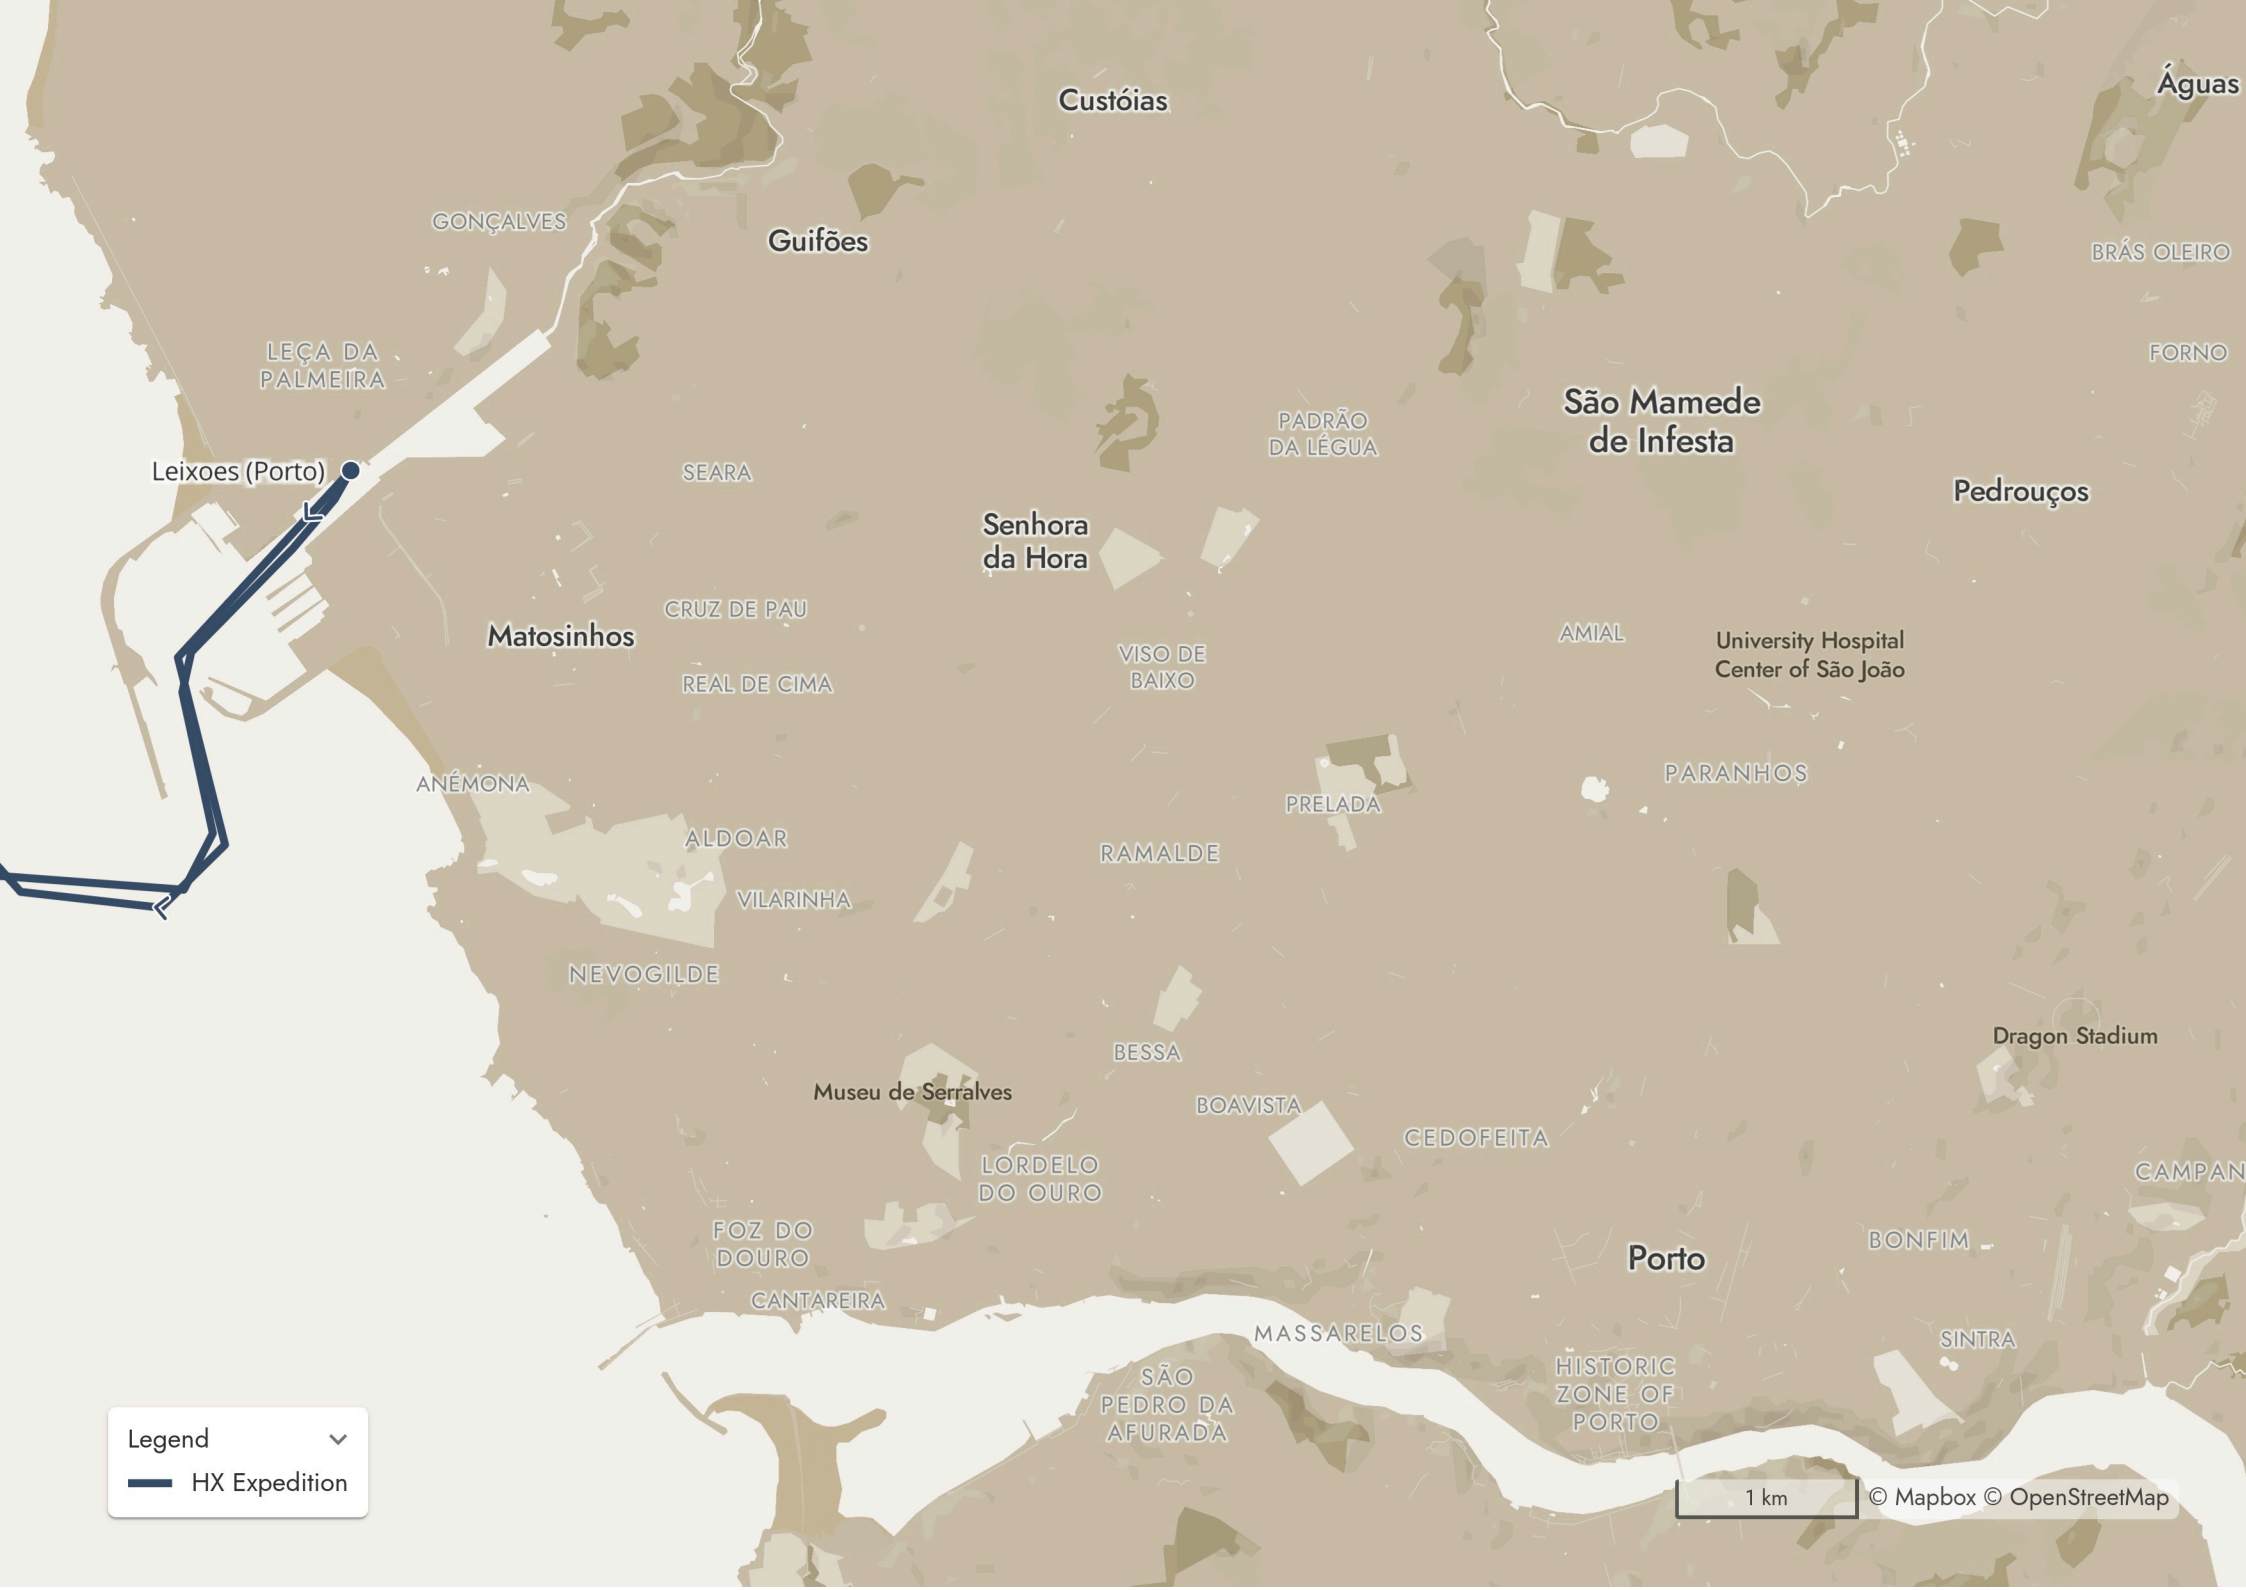 Águas
Custóias
GONÇALVES
Guifões
BRÁS OLEIRO
LEÇA DA
PALMEIRA
FORNO
São Mamede
de Infesta
PADRÃO
DA LÉGUA
Leixoes (Porto)
SEARA
Pedrouços
Senhora
da Hora
CRUZ DE PAU
Matosinhos
AMIAL
University Hospital
Center of São João
VISO DE
BAIXO
REAL DE CIMA
PARANHOS
ANÉMONA
PRELADA
ALDOAR
RAMALDE
VILARINHA
NEVOGILDE
Dragon Stadium
BESSA
Museu de Serralves
BOAVISTA
CEDOFEITA
LORDELO
DO OURO
CAMPAN
FOZ DO
DOURO
BONFIM
Porto
CANTAREIRA
MASSARELOS
SINTRA
HISTORIC
ZONE OF
PORTO
SÃO
PEDRO DA
AFURADA
Legend
HX Expedition
1 km
© Mapbox © OpenStreetMap